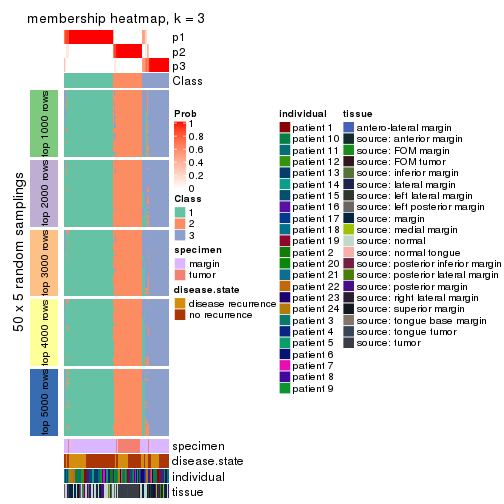 membership heatmap, k = 3
p1
p2
p3
Class
50 x 5 random samplings
top 1000 rows
top 2000 rows
top 3000 rows
top 4000 rows
top 5000 rows
specimen
disease.state
individual
tissue
Prob
1
0.8
0.6
0.4
0.2
0
Class
1
2
3
specimen
margin
tumor
disease.state
disease recurrence
no recurrence
individual
patient 1
patient 10
patient 11
patient 12
patient 13
patient 14
patient 15
patient 16
patient 17
patient 18
patient 19
patient 2
patient 20
patient 21
patient 22
patient 23
patient 24
patient 3
patient 4
patient 5
patient 6
patient 7
patient 8
patient 9
tissue
antero-lateral margin
source: anterior margin
source: FOM margin
source: FOM tumor
source: inferior margin
source: lateral margin
source: left lateral margin
source: left posterior margin
source: margin
source: medial margin
source: normal
source: normal tongue
source: posterior inferior margin
source: posterior lateral margin
source: posterior margin
source: right lateral margin
source: superior margin
source: tongue base margin
source: tongue tumor
source: tumor